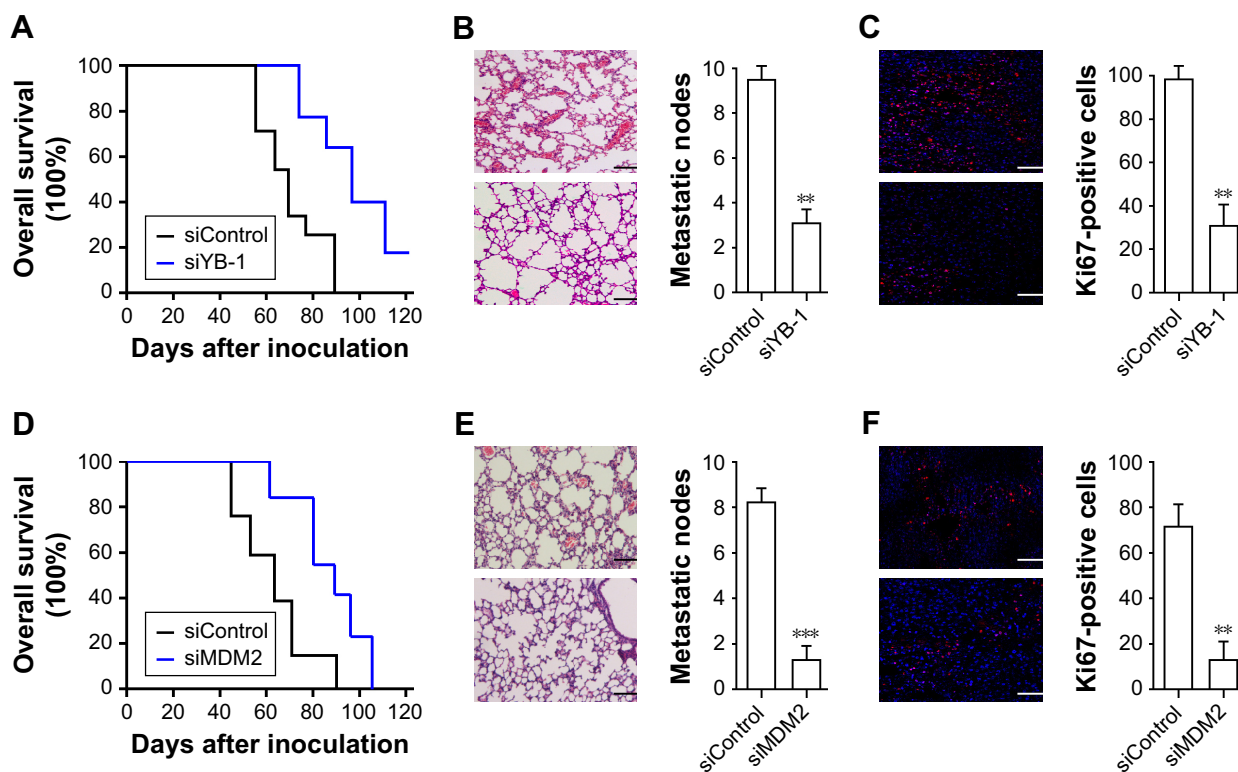 A
Overall survival
(100%)
100
80
60
40
20
0
siControl
siYB-1
0 20 40 60 80 100 120
Days after inoculation
B
Metastatic nodes
10
8
6
4
2
0
**
siControl
siYB-1
C
Ki67-positive cells
100
80
60
40
20
0
**
siControl
siYB-1
D
Overall survival
(100%)
100
80
60
40
20
0
siControl
siMDM2
0 20 40 60 80 100 120
Days after inoculation
E
Metastatic nodes
10
8
6
4
2
0
***
siControl
siMDM2
F
Ki67-positive cells
100
80
60
40
20
0
**
siControl
siMDM2